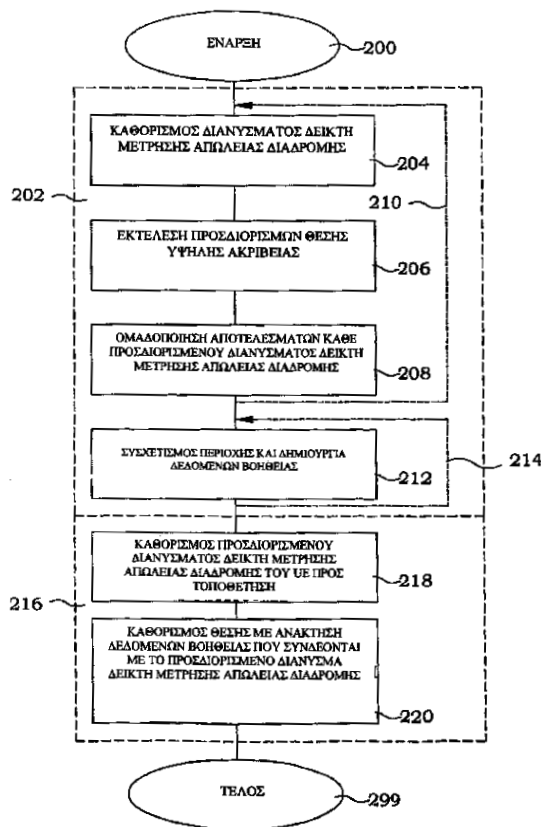 ΕΝΑΡΞΗ
200
ΚΑΘΟΡΙΣΜΟΣ ΔΙΑΝΥΣΜΑΤΟΣ ΔΕΙΚΤΗ
ΜΕΤΡΗΣΗΣ ΑΠΩΛΕΙΑΣ ΔΙΑΔΡΟΜΗΣ
204
202
210
ΕΚΤΕΛΕΣΗ ΠΡΟΣΔΙΟΡΙΣΜΩΝ ΘΕΣΗΣ
ΥΨΗΛΗΣ ΑΚΡΙΒΕΙΑΣ
206
ΟΜΑΔΟΠΟΙΗΣΗ ΑΠΟΤΕΛΕΣΜΑΤΩΝ ΚΑΘΕ
ΠΡΟΣΔΙΟΡΙΣΜΕΝΟΥ ΔΙΑΝΥΣΜΑΤΟΣ ΔΕΙΚΤΗ
ΜΕΤΡΗΣΗΣ ΑΠΩΛΕΙΑΣ ΔΙΑΔΡΟΜΗΣ
208
ΣΥΣΧΕΤΙΣΜΟΣ ΠΕΡΙΟΧΗΣ ΚΑΙ ΔΗΜΙΟΥΡΓΙΑ
ΔΕΔΟΜΕΝΩΝ ΒΟΗΘΕΙΑΣ
212
214
ΚΑΘΟΡΙΣΜΟΣ ΠΡΟΣΔΙΟΡΙΣΜΕΝΟΥ
ΔΙΑΝΥΣΜΑΤΟΣ ΔΕΙΚΤΗ ΜΕΤΡΗΣΗΣ
ΑΠΩΛΕΙΑΣ ΔΙΑΔΡΟΜΗΣ ΤΟΥ UE ΠΡΟΣ
ΤΟΠΟΘΕΤΗΣΗ
218
216
ΚΑΘΟΡΙΣΜΟΣ ΘΕΣΗΣ ΜΕ ΑΝΑΚΤΗΣΗ
ΔΕΔΟΜΕΝΩΝ ΒΟΗΘΕΙΑΣ ΠΟΥ ΣΥΝΔΕΟΝΤΑΙ
ΜΕ ΤΟ ΠΡΟΣΔΙΟΡΙΣΜΕΝΟ ΔΙΑΝΥΣΜΑ
ΔΕΙΚΤΗ ΜΕΤΡΗΣΗΣ ΑΠΩΛΕΙΑΣ ΔΙΑΔΡΟΜΗΣ
220
ΤΕΛΟΣ
299